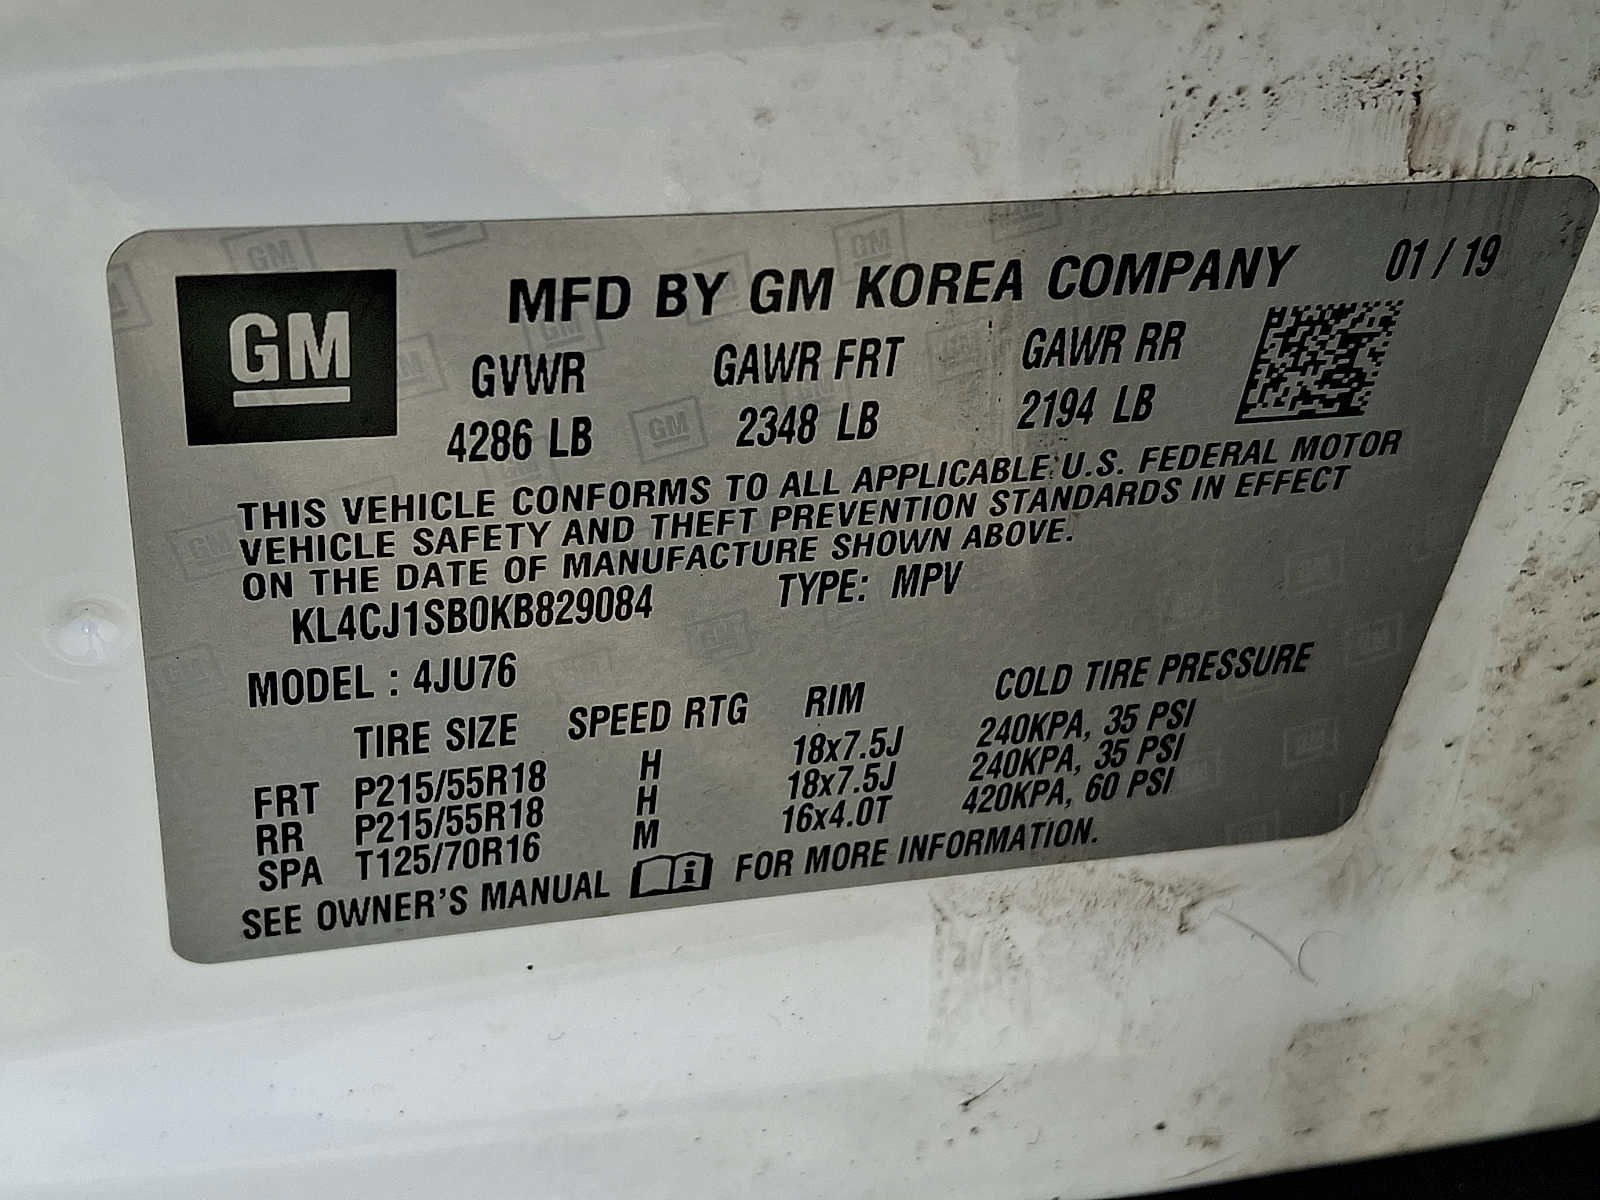 GM
MFD BY GM KOREA COMPANY 01 / 19
GVWR GAWR FRT GAWR RR
4286 LB 2348 LB 2194 LB
THIS VEHICLE CONFORMS TO ALL APPLICABLE U.S. FEDERAL MOTOR
VEHICLE SAFETY AND THEFT PREVENTION STANDARDS IN EFFECT
ON THE DATE OF MANUFACTURE SHOWN ABOVE.
KL4CJ1SB0KB829084 TYPE: MPV
MODEL : 4JU76
TIRE SIZE SPEED RTG RIM COLD TIRE PRESSURE
FRT P215/55R18 H 18x7.5J 240KPA, 35 PSI
RR P215/55R18 H 18x7.5J 240KPA, 35 PSI
SPA T125/70R16 M 16x4.0T 420KPA, 60 PSI
SEE OWNER'S MANUAL i FOR MORE INFORMATION.